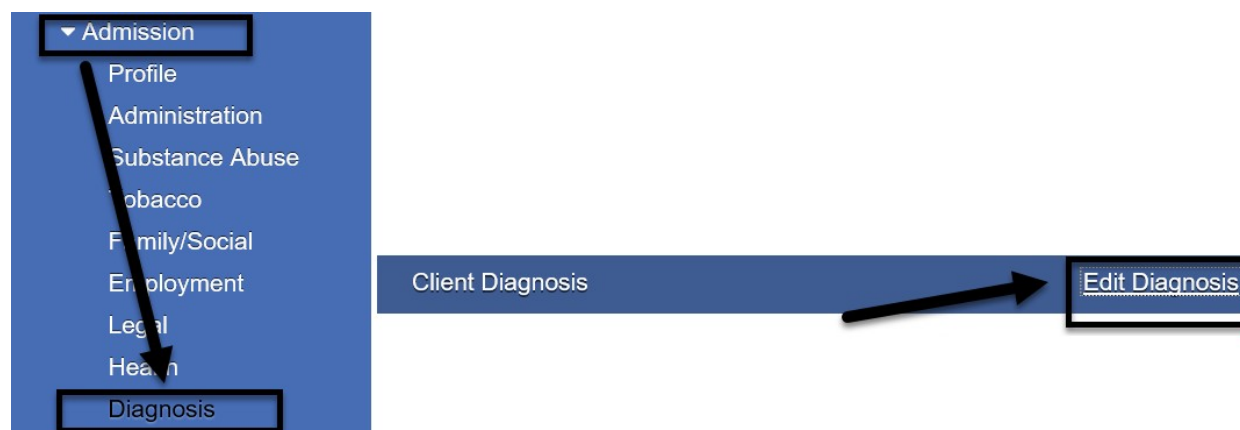 Admission
Profile
Administration
Substance Abuse
Tobacco
Family/Social
Employment
Legal
Health
Diagnosis
Client Diagnosis
Edit Diagnosis